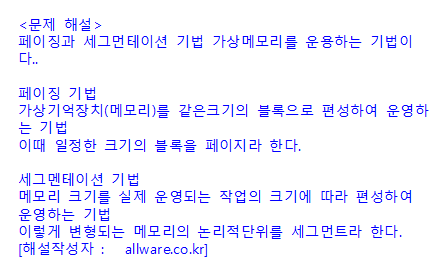 <문제 해설>
페이징과 세그먼테이션 기법 가상메모리를 운용하는 기법이
다..
페이징 기법
가상기억장치(메모리)를 같은크기의 블록으로 편성하여 운영하
는 기법
이때 일정한 크기의 블록을 페이지라 한다.
세그멘테이션 기법
메모리 크기를 실제 운영되는 작업의 크기에 따라 편성하여
운영하는 기법
이렇게 변형되는 메모리의 논리적단위를 세그먼트라 한다.
[해설작성자 : allware.co.kr]